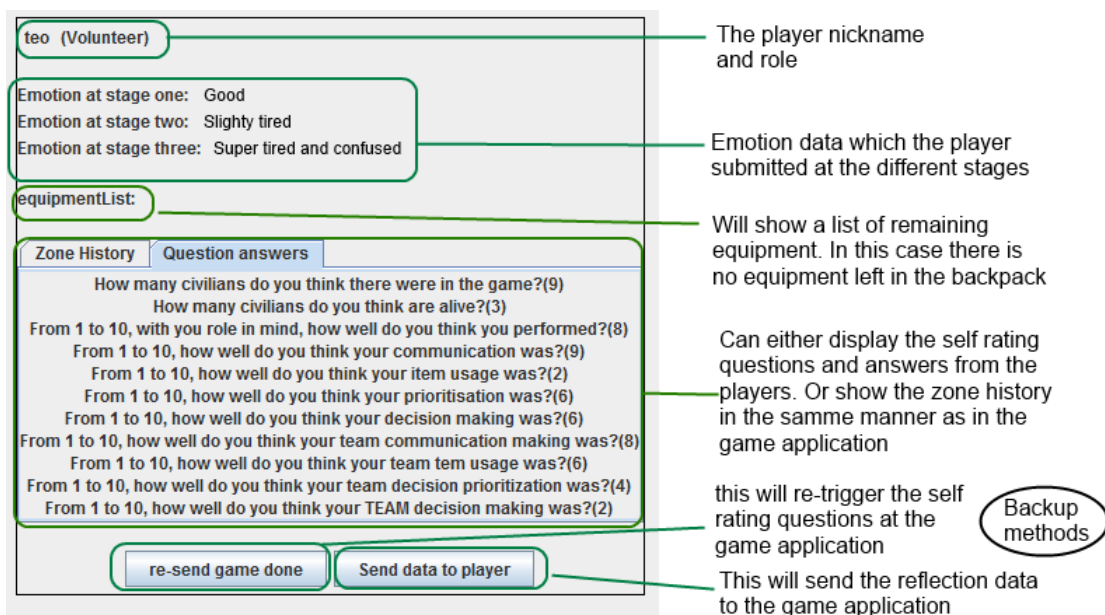 teo (Volunteer)
The player nickname
and role
Emotion at stage one: Good
Emotion at stage two: Slighty tired
Emotion at stage three: Super tired and confused
Emotion data which the player
submitted at the different stages
equipmentList:
Will show a list of remaining
equipment. In this case there is
no equipment left in the backpack
Zone History
Question answers
How many civilians do you think there were in the game?(9)
How many civilians do you think are alive?(3)
From 1 to 10, with you role in mind, how well do you think you performed?(8)
From 1 to 10, how well do you think your communication was?(9)
From 1 to 10, how well do you think your item usage was?(2)
From 1 to 10, how well do you think your prioritisation was?(6)
From 1 to 10, how well do you think your decision making was?(6)
From 1 to 10, how well do you think your team communication making was?(8)
From 1 to 10, how well do you think your team tem usage was?(6)
From 1 to 10, how well do you think your team decision prioritization was?(4)
From 1 to 10, how well do you think your TEAM decision making was?(2)
Can either display the self rating
questions and answers from the
players. Or show the zone history
in the samme manner as in the
game application
this will re-trigger the self
rating questions at the
game application
Backup
methods
re-send game done
Send data to player
This will send the reflection data
to the game application